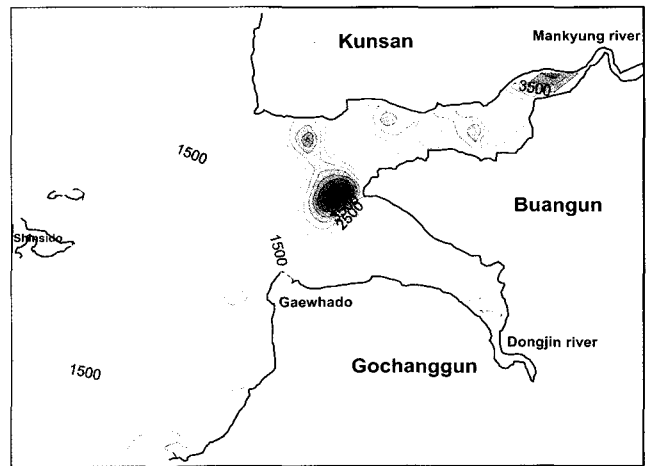 Kunsan
Mankyung river
3500
1500
Buangun
2500
Shinsido
1500
Gaewhado
Dongjin river
Gochanggun
1500